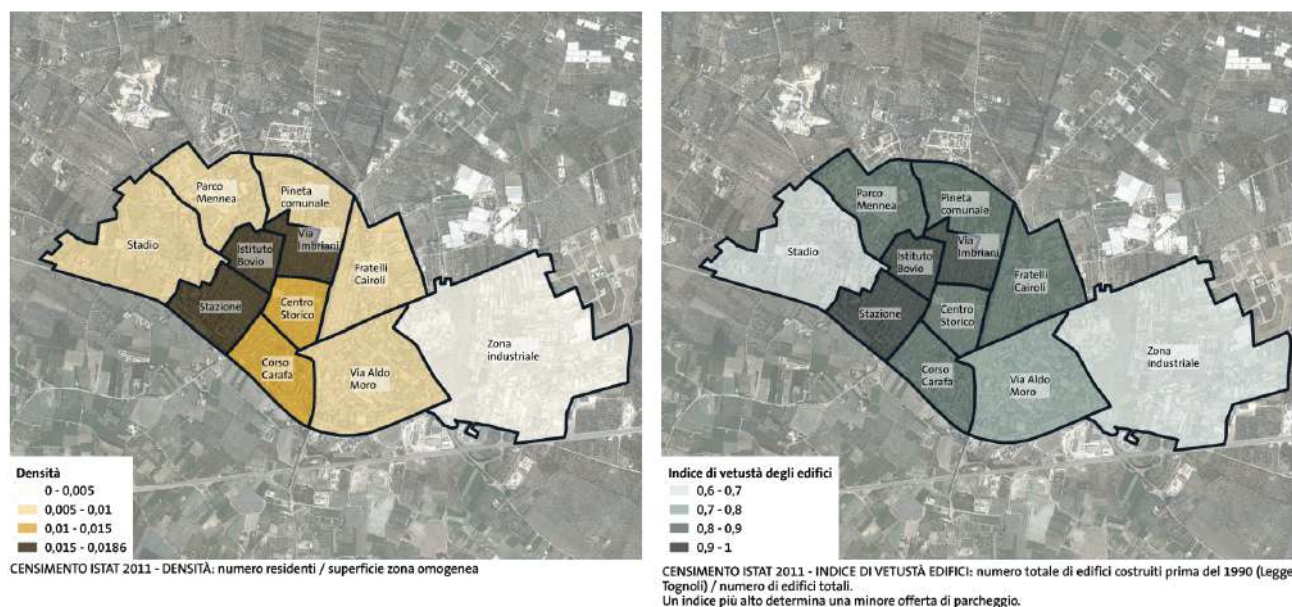 Parco
Mennea
Pineta
comunale
Stadio
Istituto
Bovio
Via
Imbriani
Fratelli
Cairoli
Stazione
Centro
Storico
Zona
industriale
Corso
Carafa
Via Aldo
Moro
Densità
0 - 0,005
0,005 - 0,01
0,01 - 0,015
0,015 - 0,0186
CENSIMENTO ISTAT 2011 - DENSITÀ: numero residenti / superficie zona omogenea
Parco
Mennea
Pineta
comunale
Stadio
Istituto
Bovio
Via
Imbriani
Fratelli
Cairoli
Stazione
Centro
Storico
Zona
industriale
Corso
Carafa
Via Aldo
Moro
Indice di vetustà degli edifici
0,6 - 0,7
0,7 - 0,8
0,8 - 0,9
0,9 - 1
CENSIMENTO ISTAT 2011 - INDICE DI VETUSTÀ EDIFICI: numero totale di edifici costruiti prima del 1990 (Legge
Tognoli) / numero di edifici totali.
Un indice più alto determina una minore offerta di parcheggio.